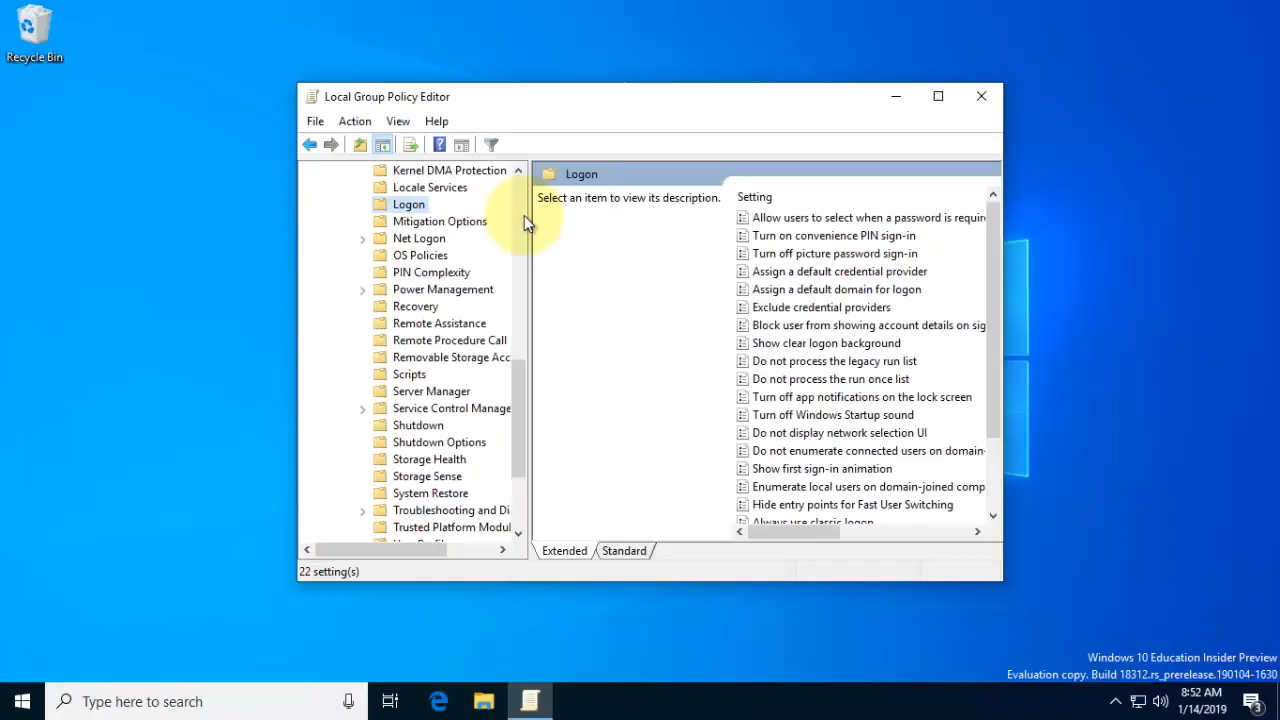 Recycle Bin
Local Group Policy Editor
File Action View Help
Kernel DMA Protection
Locale Services
Logon
Mitigation Options
Net Logon
OS Policies
PIN Complexity
Power Management
Recovery
Remote Assistance
Remote Procedure Call
Removable Storage Acc
Scripts
Server Manager
Service Control Manage
Shutdown
Shutdown Options
Storage Health
Storage Sense
System Restore
Troubleshooting and Di
Trusted Platform Modul
Logon
Select an item to view its description.
Setting
Allow users to select when a password is require
Turn on convenience PIN sign-in
Turn off picture password sign-in
Assign a default credential provider
Assign a default domain for logon
Exclude credential providers
Block user from showing account details on sig
Show clear logon background
Do not process the legacy run list
Do not process the run once list
Turn off app notifications on the lock screen
Turn off Windows Startup sound
Do not display network selection UI
Do not enumerate connected users on domain-
Show first sign-in animation
Enumerate local users on domain-joined comp
Hide entry points for Fast User Switching
Always use classic logon
Extended Standard
22 setting(s)
Windows 10 Education Insider Preview
Evaluation copy. Build 18312.rs_prerelease.190104-1630
Type here to search
8:52 AM
1/14/2019
3